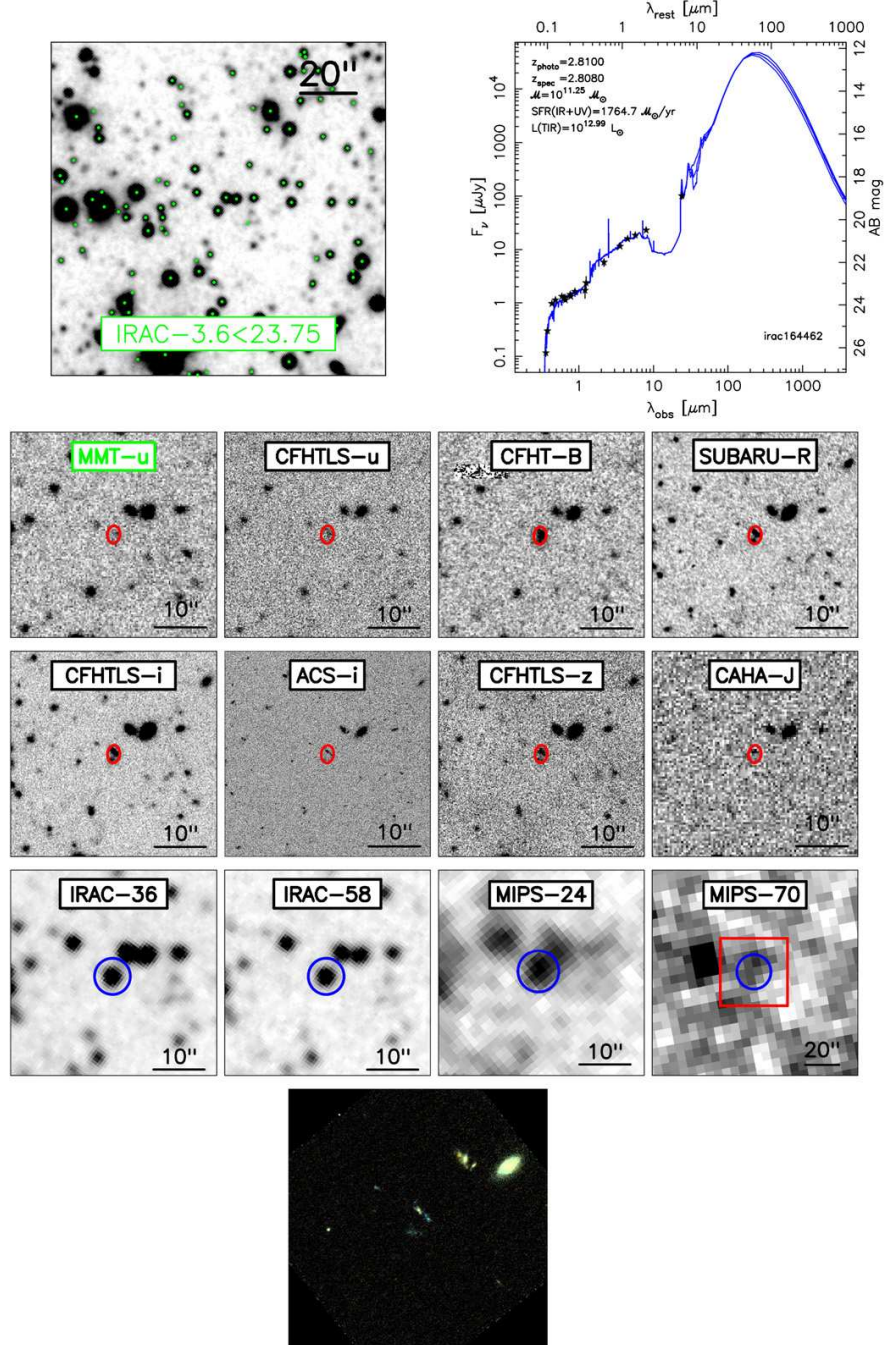 20"
IRAC−3.6<23.75
λrest [μm]
0.1 1 10 100 1000
zphoto=2.8100
zspec=2.8080
ℳ=10^11.25 ℳ⊙
SFR(IR+UV)=1764.7 ℳ⊙/yr
L(TIR)=10^12.99 L⊙
Fν [μJy]
10^4
1000
100
10
1
0.1
AB mag
12
14
16
18
20
22
24
26
irac164462
1 10 100 1000
λobs [μm]
MMT−u
10"
CFHTLS−u
10"
CFHT−B
10"
SUBARU−R
10"
CFHTLS−i
10"
ACS−i
10"
CFHTLS−z
10"
CAHA−J
10"
IRAC−36
10"
IRAC−58
10"
MIPS−24
10"
MIPS−70
20"